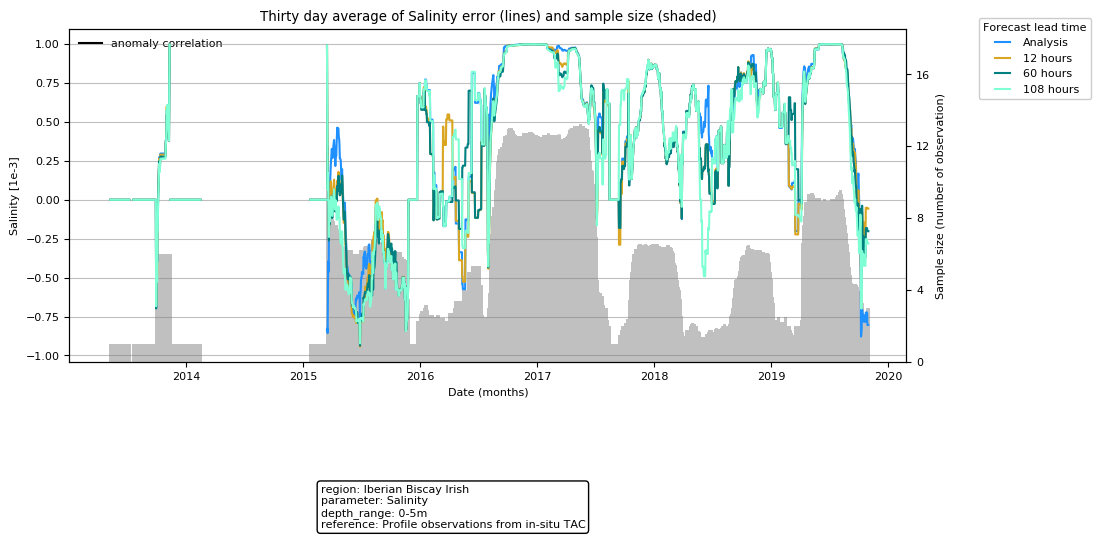 Thirty day average of Salinity error (lines) and sample size (shaded)
Forecast lead time
Analysis
12 hours
60 hours
108 hours
anomaly correlation
1.00
0.75
0.50
0.25
0.00
−0.25
−0.50
−0.75
−1.00
Salinity [1e-3]
16
12
8
4
0
Sample size (number of observation)
2014
2015
2016
2017
2018
2019
2020
Date (months)
region: Iberian Biscay Irish
parameter: Salinity
depth_range: 0-5m
reference: Profile observations from in-situ TAC